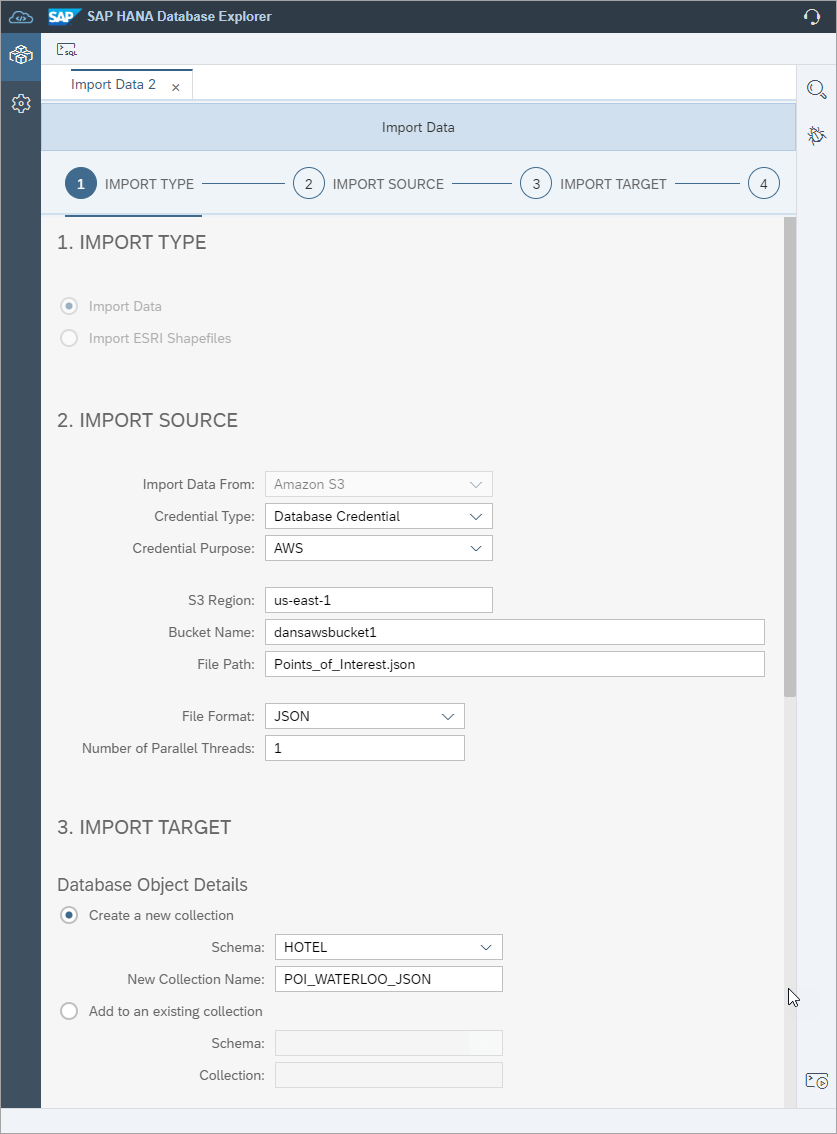 SAP SAP HANA Database Explorer
SQL
Import Data 2 ×
Import Data
1 IMPORT TYPE 2 IMPORT SOURCE 3 IMPORT TARGET 4
1. IMPORT TYPE
Import Data
Import ESRI Shapefiles
2. IMPORT SOURCE
Import Data From: Amazon S3
Credential Type: Database Credential
Credential Purpose: AWS
S3 Region: us-east-1
Bucket Name: dansawsbucket1
File Path: Points_of_Interest.json
File Format: JSON
Number of Parallel Threads: 1
3. IMPORT TARGET
Database Object Details
Create a new collection
Schema: HOTEL
New Collection Name: POI_WATERLOO_JSON
Add to an existing collection
Schema:
Collection: